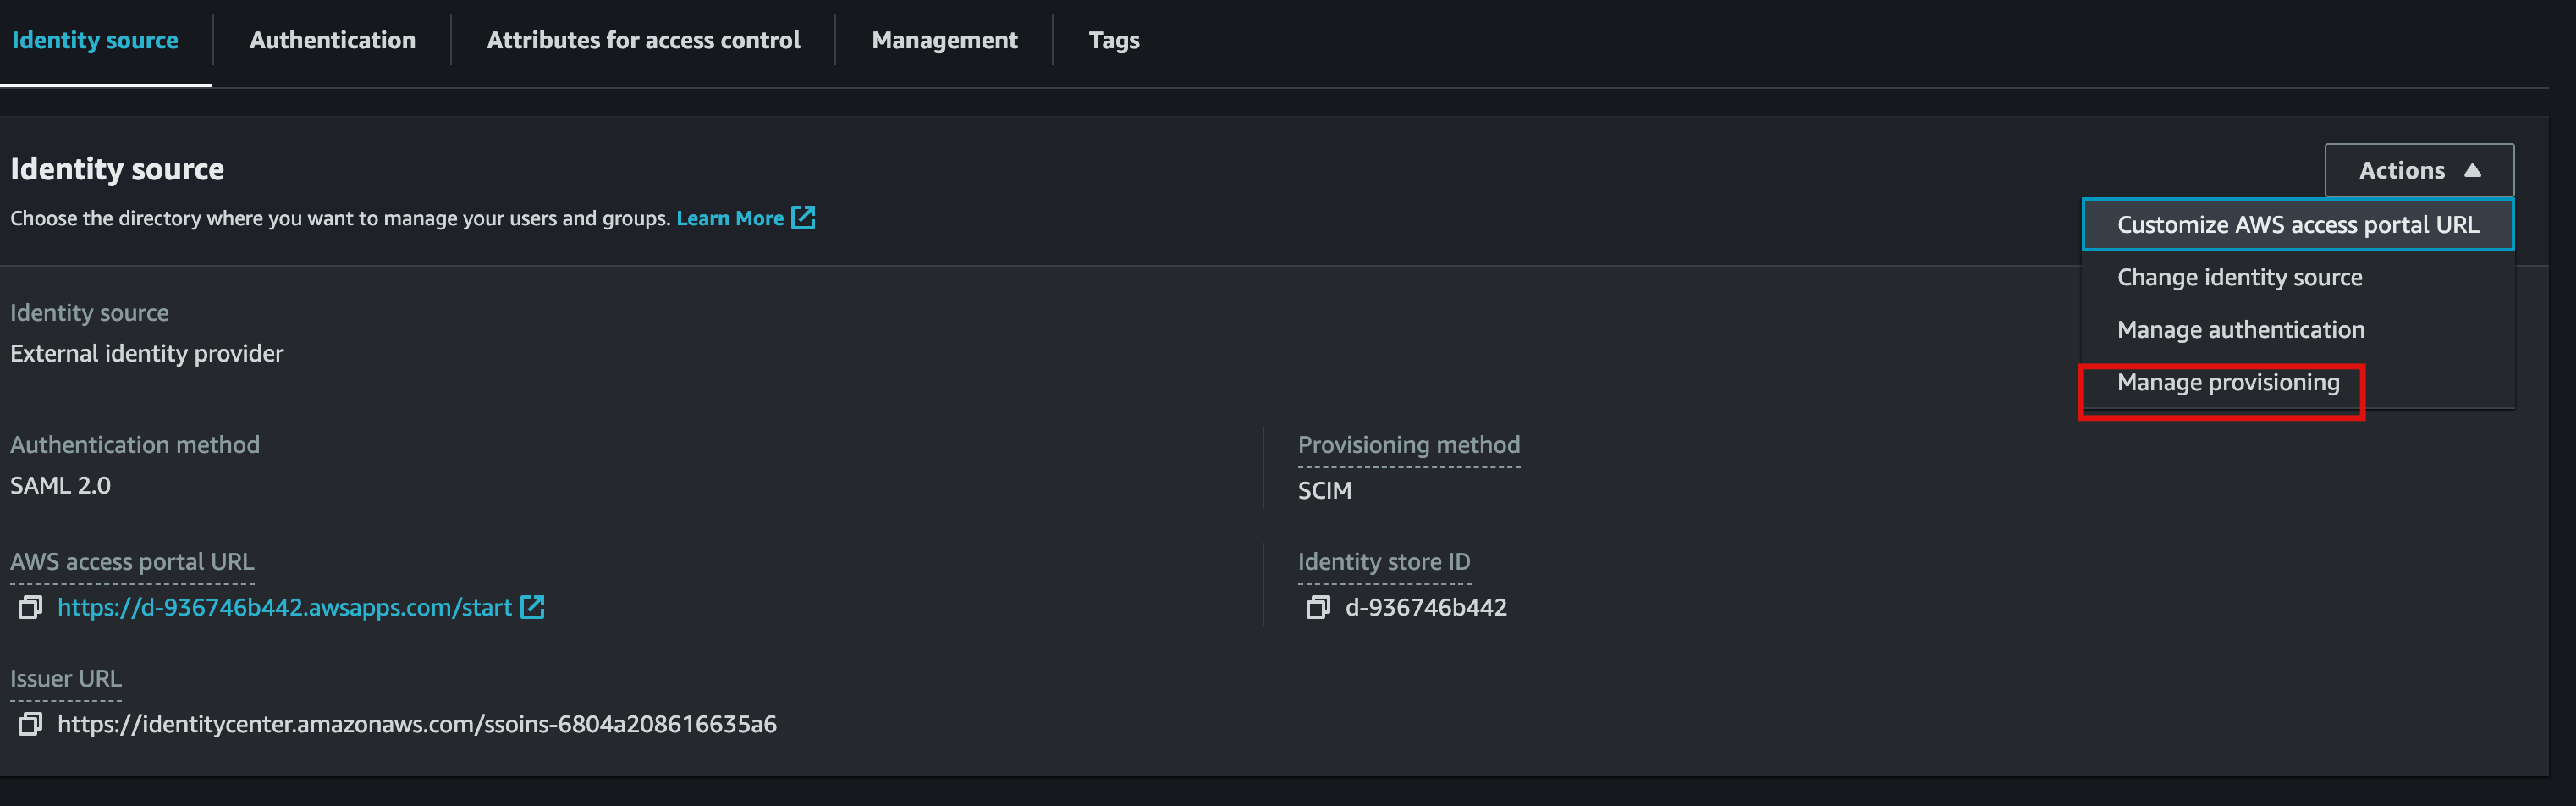 Identity source
Authentication
Attributes for access control
Management
Tags
Identity source
Actions
Choose the directory where you want to manage your users and groups. Learn More
Customize AWS access portal URL
Change identity source
Manage authentication
Manage provisioning
Identity source
External identity provider
Authentication method
SAML 2.0
Provisioning method
SCIM
AWS access portal URL
https://d-936746b442.awsapps.com/start
Identity store ID
d-936746b442
Issuer URL
https://identitycenter.amazonaws.com/ssoins-6804a208616635a6